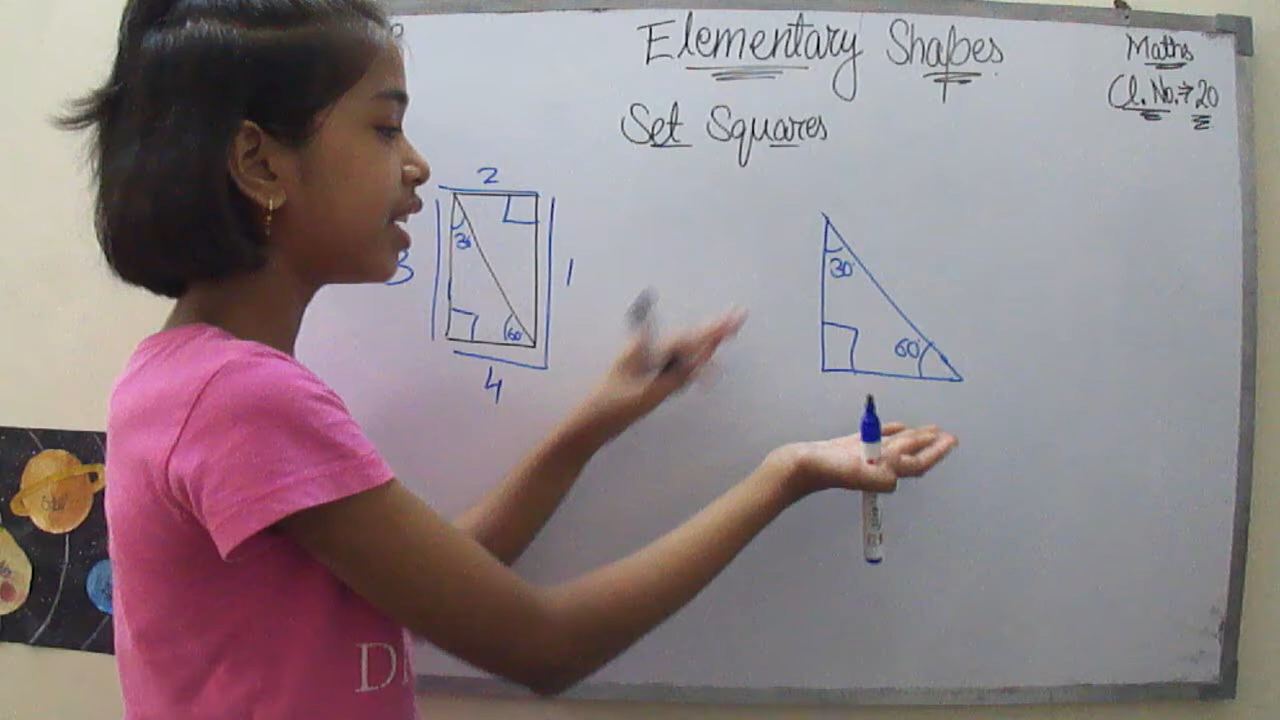 Elementary Shapes
Maths
Cl. No. → 20
Set Squares
2
30°
3
1
60°
4
30°
60°